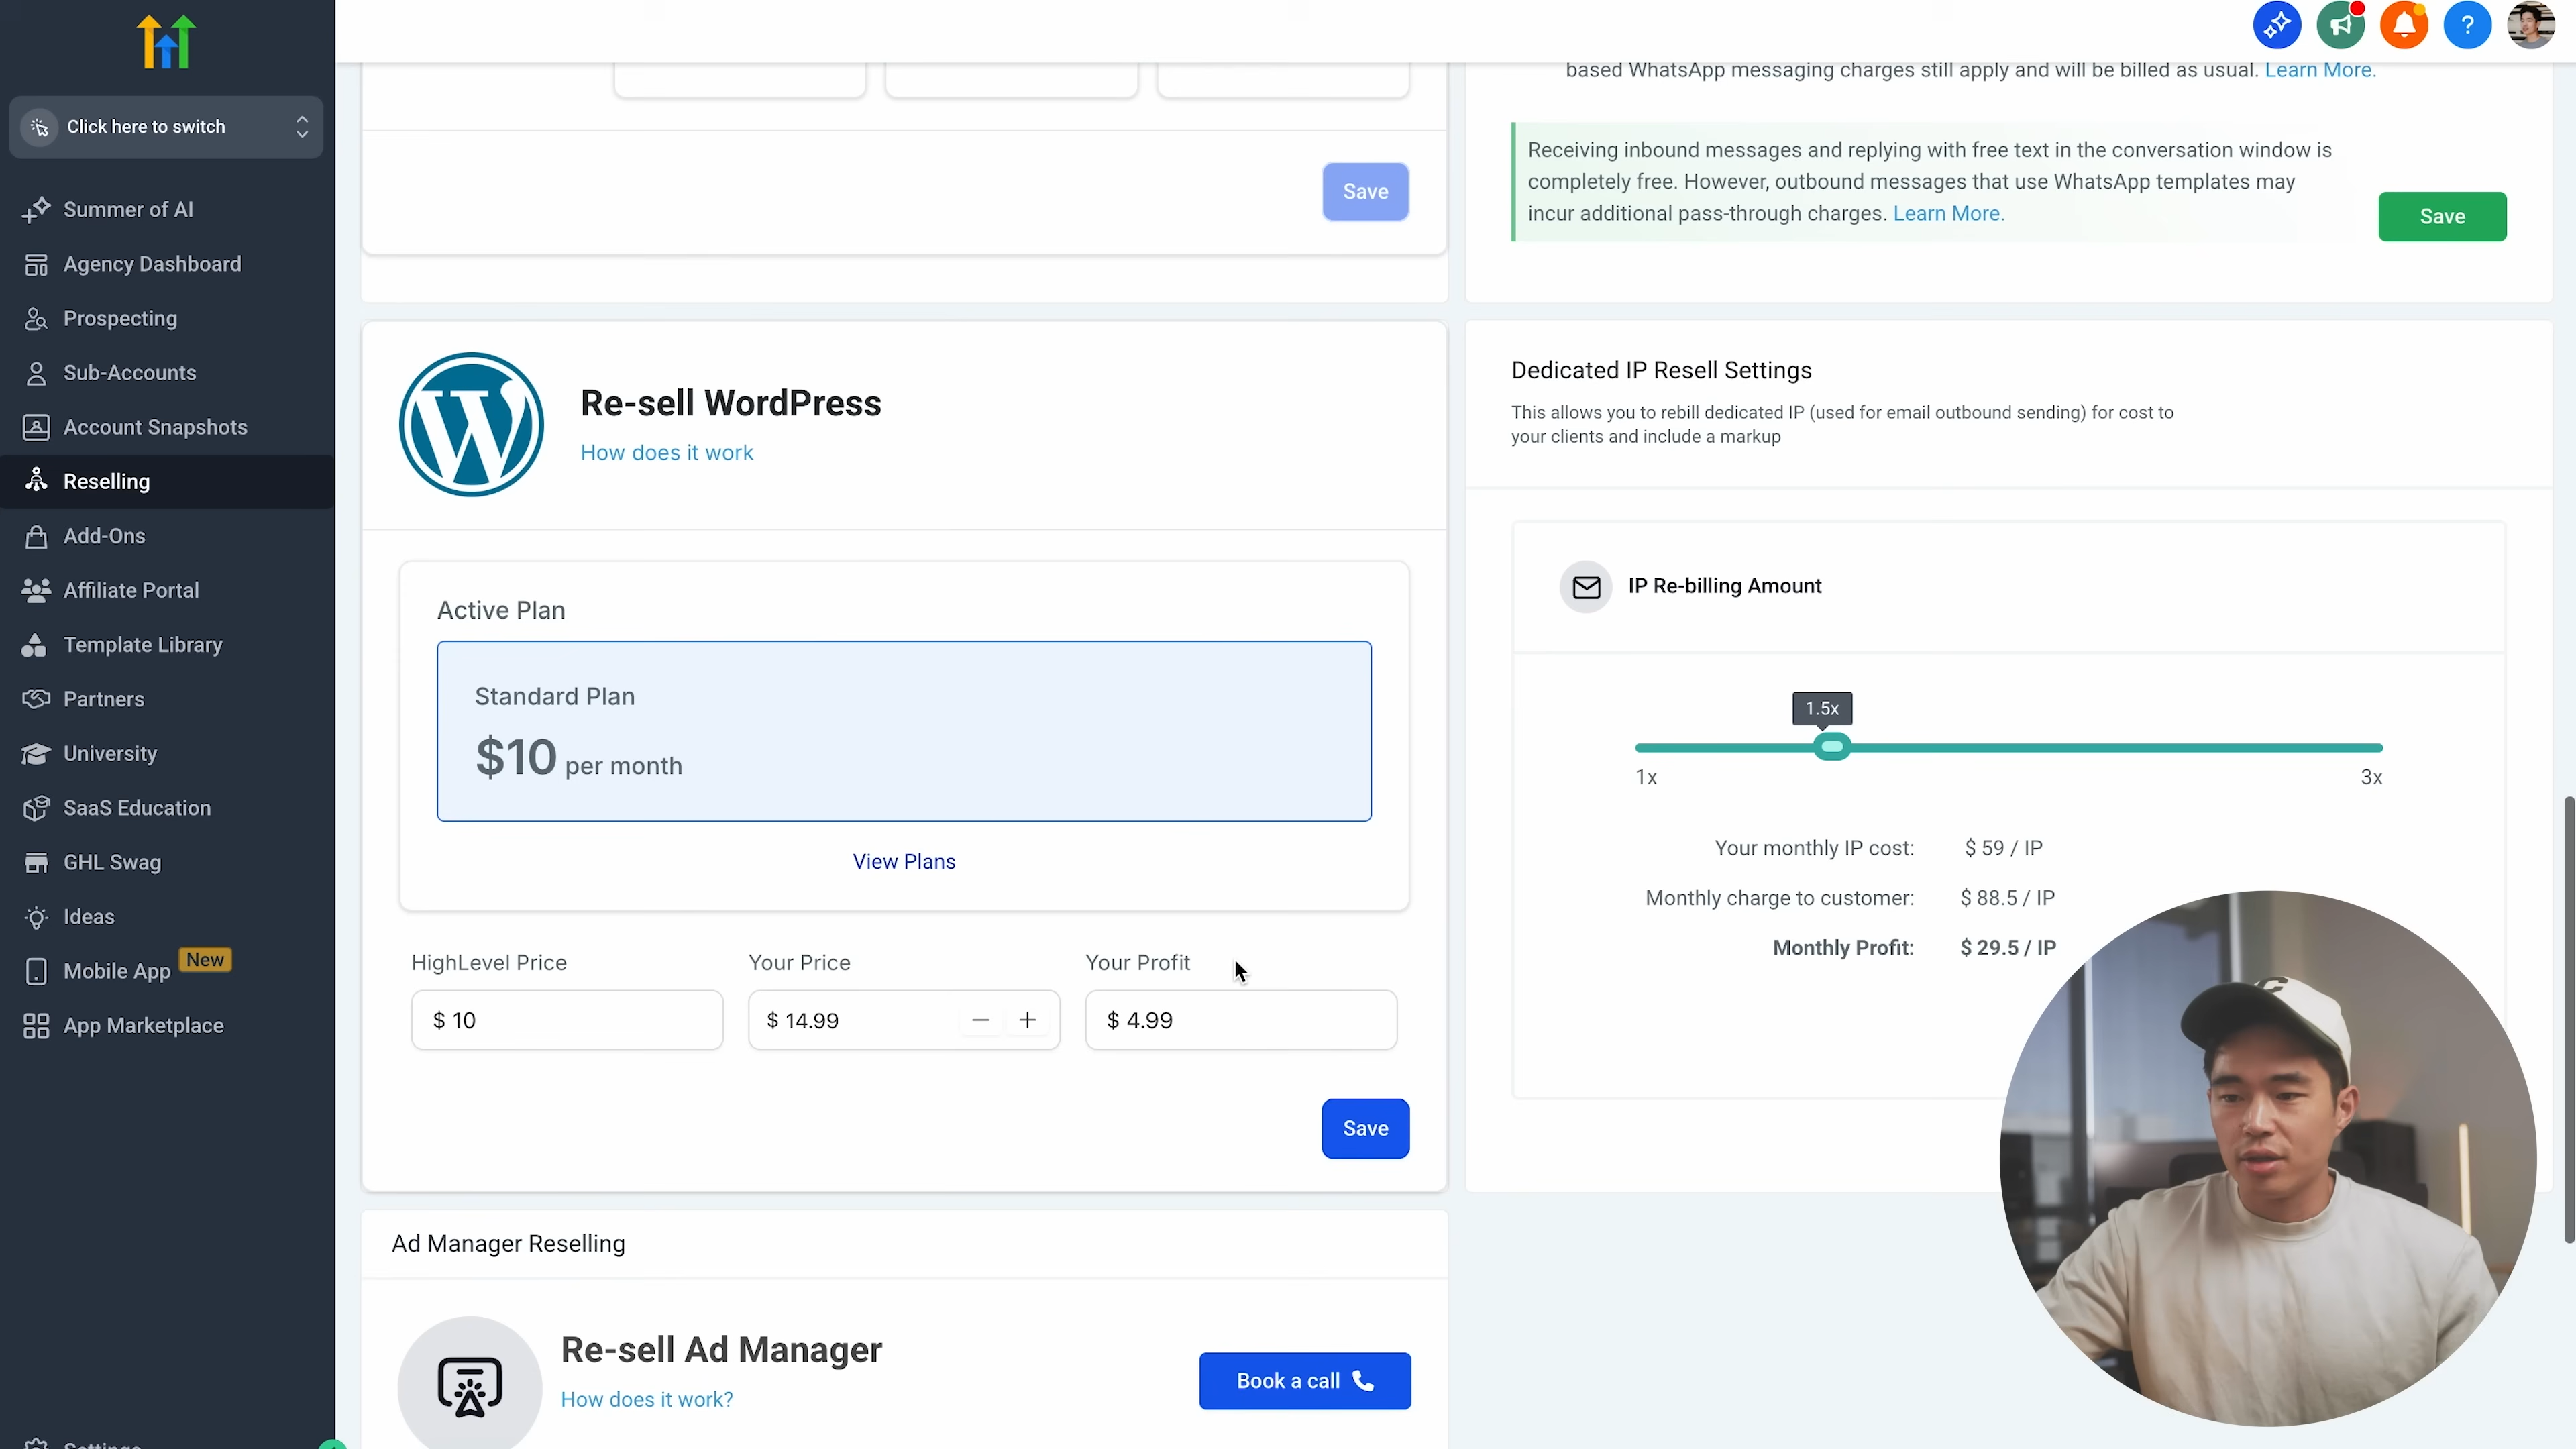 Click here to switch
Summer of AI
Agency Dashboard
Prospecting
Sub-Accounts
Account Snapshots
Reselling
Add-Ons
Affiliate Portal
Template Library
Partners
University
SaaS Education
GHL Swag
Ideas
Mobile App New
App Marketplace
Settings
Save
based WhatsApp messaging charges still apply and will be billed as usual. Learn More.
Receiving inbound messages and replying with free text in the conversation window is
completely free. However, outbound messages that use WhatsApp templates may
incur additional pass-through charges. Learn More.
Save
Re-sell WordPress
How does it work
Active Plan
Standard Plan
$10 per month
View Plans
HighLevel Price
Your Price
Your Profit
$ 10
$ 14.99
$ 4.99
Save
Dedicated IP Resell Settings
This allows you to rebill dedicated IP (used for email outbound sending) for cost to
your clients and include a markup
IP Re-billing Amount
1.5x
1x
3x
Your monthly IP cost: $ 59 / IP
Monthly charge to customer: $ 88.5 / IP
Monthly Profit: $ 29.5 / IP
Ad Manager Reselling
Re-sell Ad Manager
How does it work?
Book a call